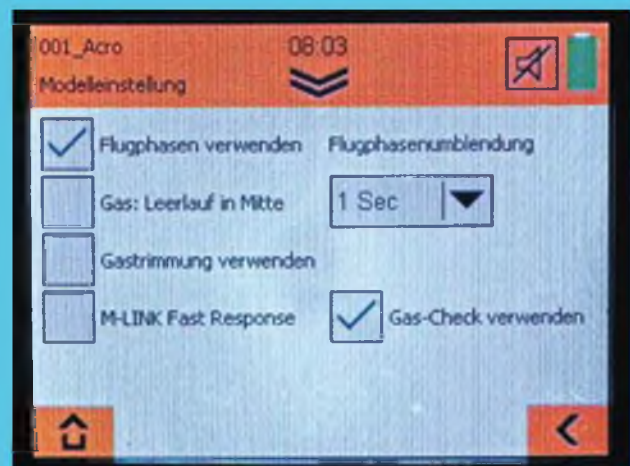 001_Acro 08:03
Modelleinstellung
Flugphasen verwenden Flugphasenumblendung
Gas: Leerlauf in Mitte 1 Sec
Gastrimmung verwenden
M-LINK Fast Response Gas-Check verwenden